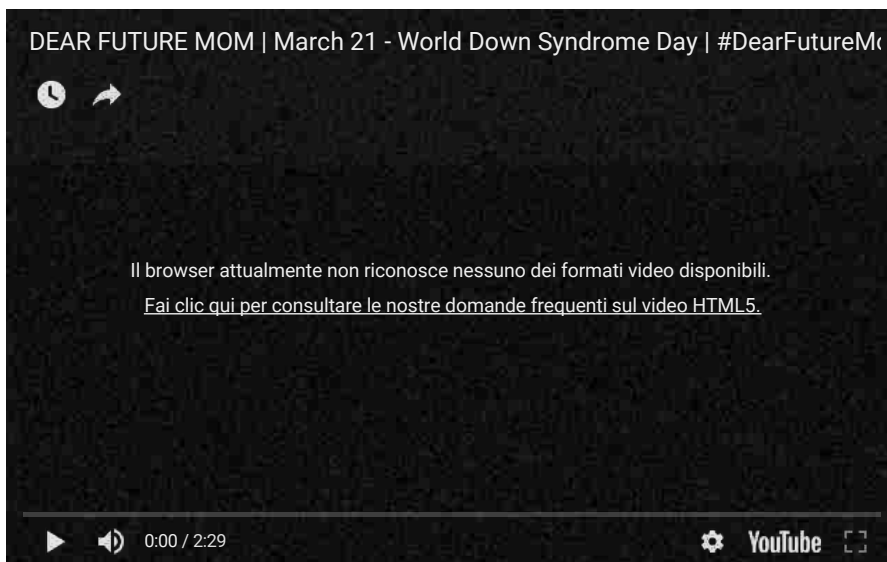 DEAR FUTURE MOM | March 21 - World Down Syndrome Day | #DearFutureMo
Il browser attualmente non riconosce nessuno dei formati video disponibili.
Fai clic qui per consultare le nostre domande frequenti sul video HTML5.
0:00 / 2:29
YouTube